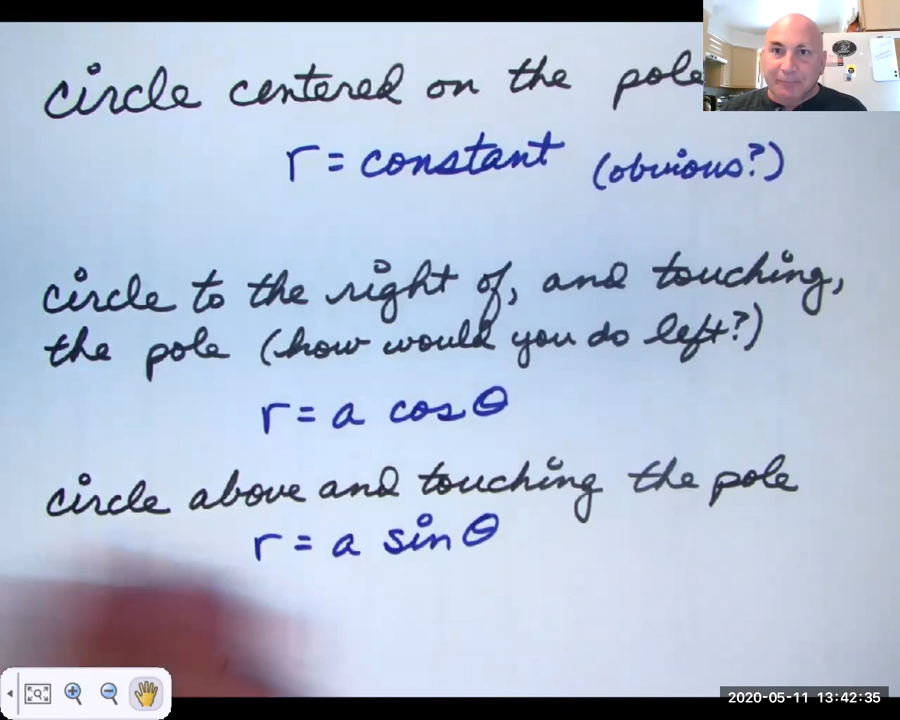 circle centered on the pole
r = constant (obvious?)
circle to the right of, and touching,
the pole (how would you do left?)
r = a cos θ
circle above and touching the pole
r = a sin θ
2020-05-11 13:42:35